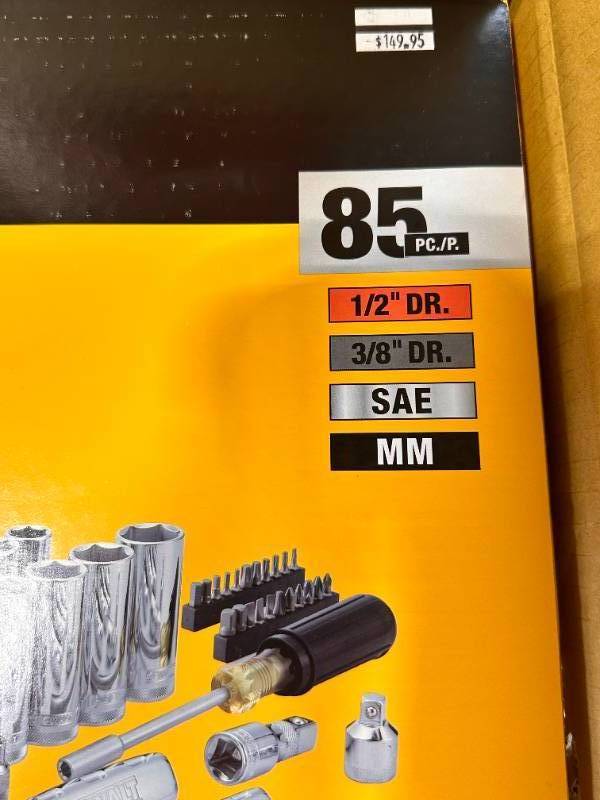 $149.95
85
PC./P.
1/2" DR.
3/8" DR.
SAE
MM